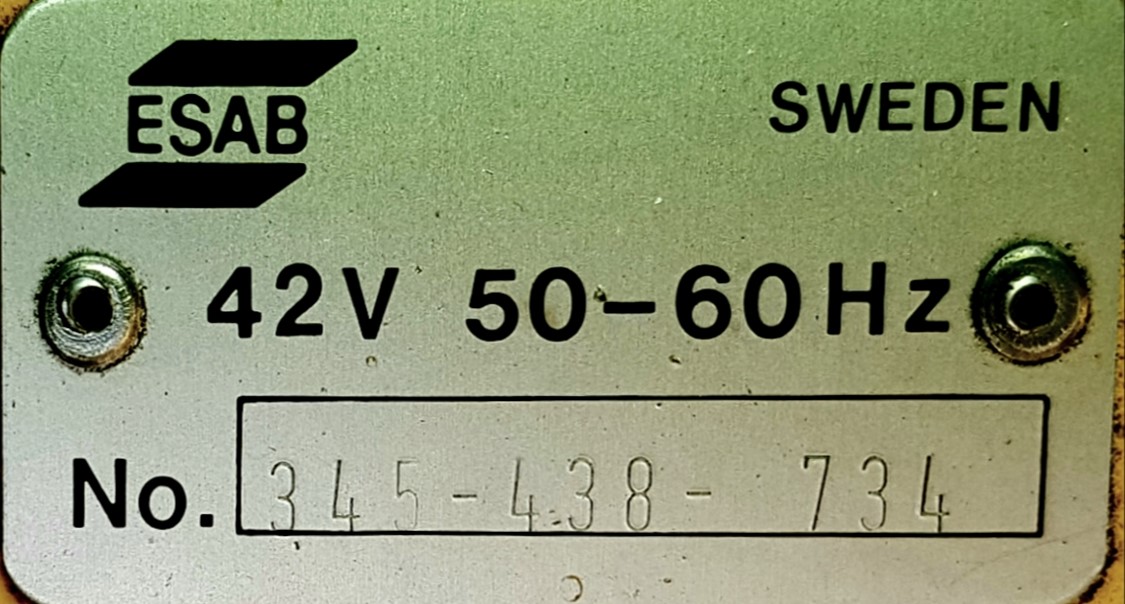 ESAB SWEDEN
42V 50-60Hz
No. 345-438- 734